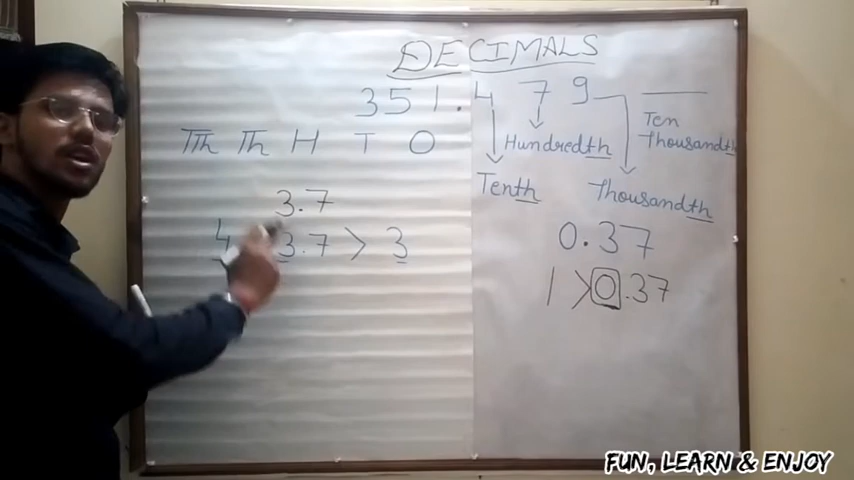 DECIMALS
351.479
Ten
Thousandth
TTh Th H T O
Hundredth
Tenth
Thousandth
3.7
4 3.7 > 3
0.37
1 > 0.37
FUN, LEARN & ENJOY